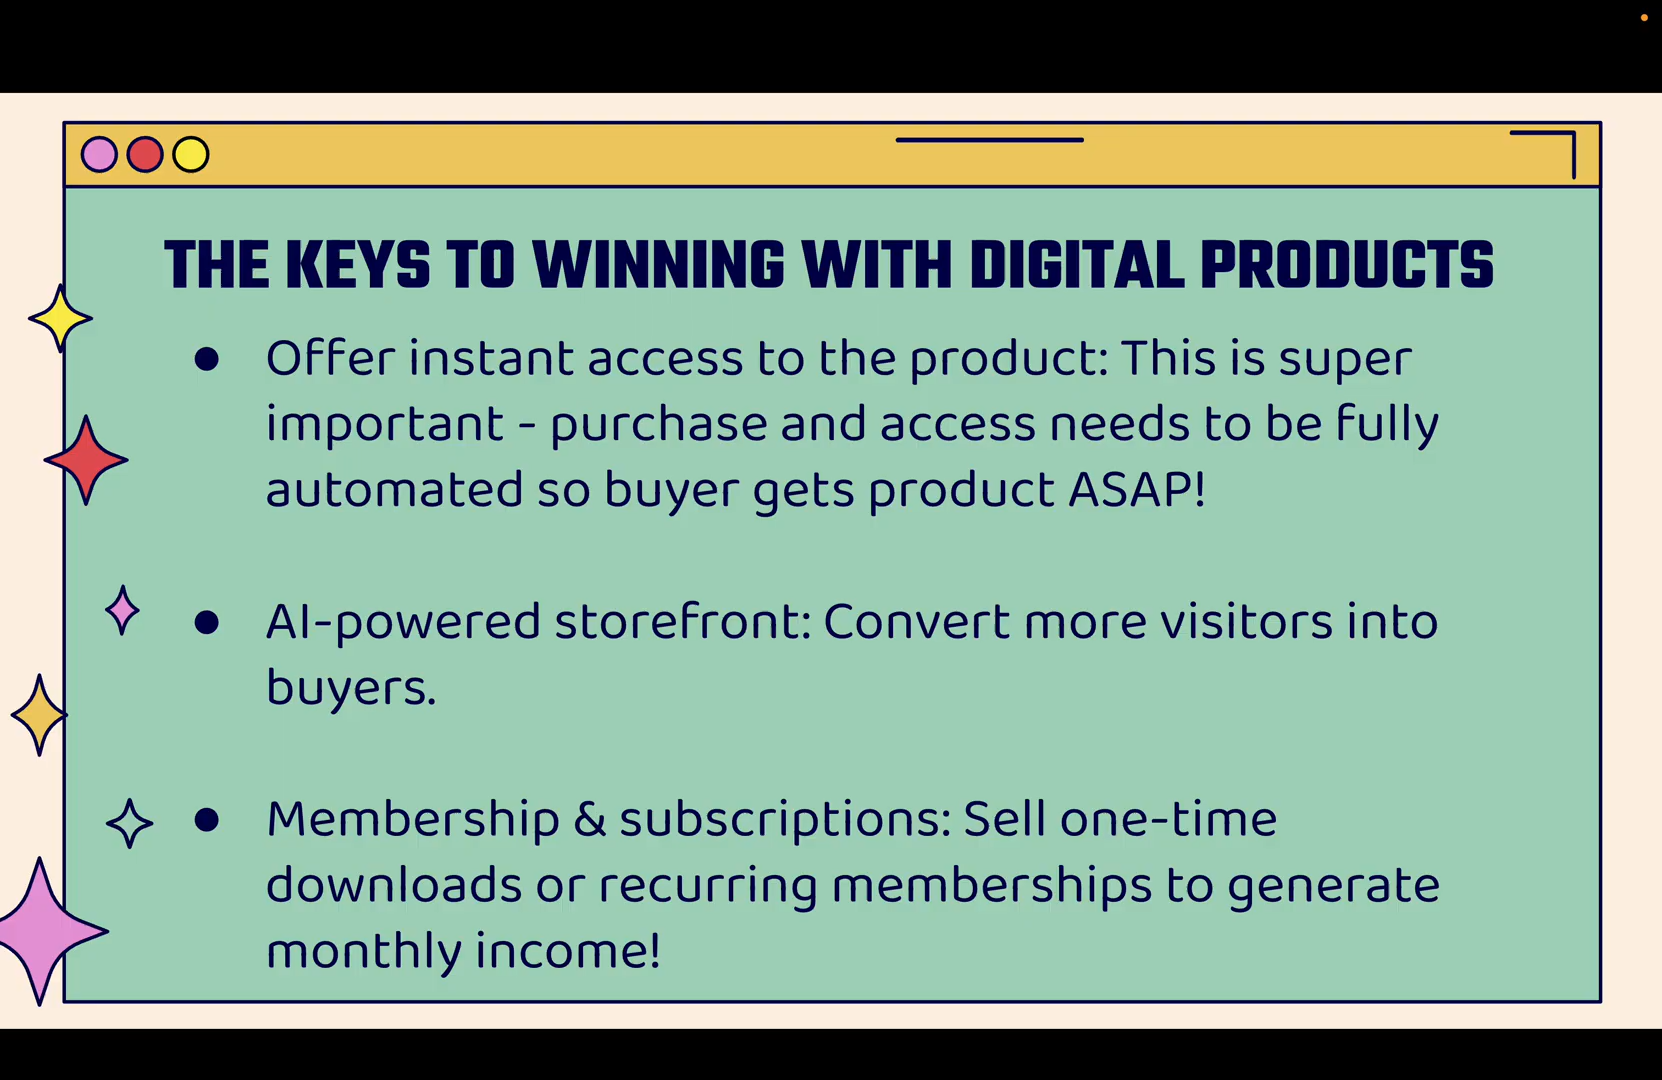 THE KEYS TO WINNING WITH DIGITAL PRODUCTS
● Offer instant access to the product: This is super
important - purchase and access needs to be fully
automated so buyer gets product ASAP!
● AI-powered storefront: Convert more visitors into
buyers.
● Membership & subscriptions: Sell one-time
downloads or recurring memberships to generate
monthly income!